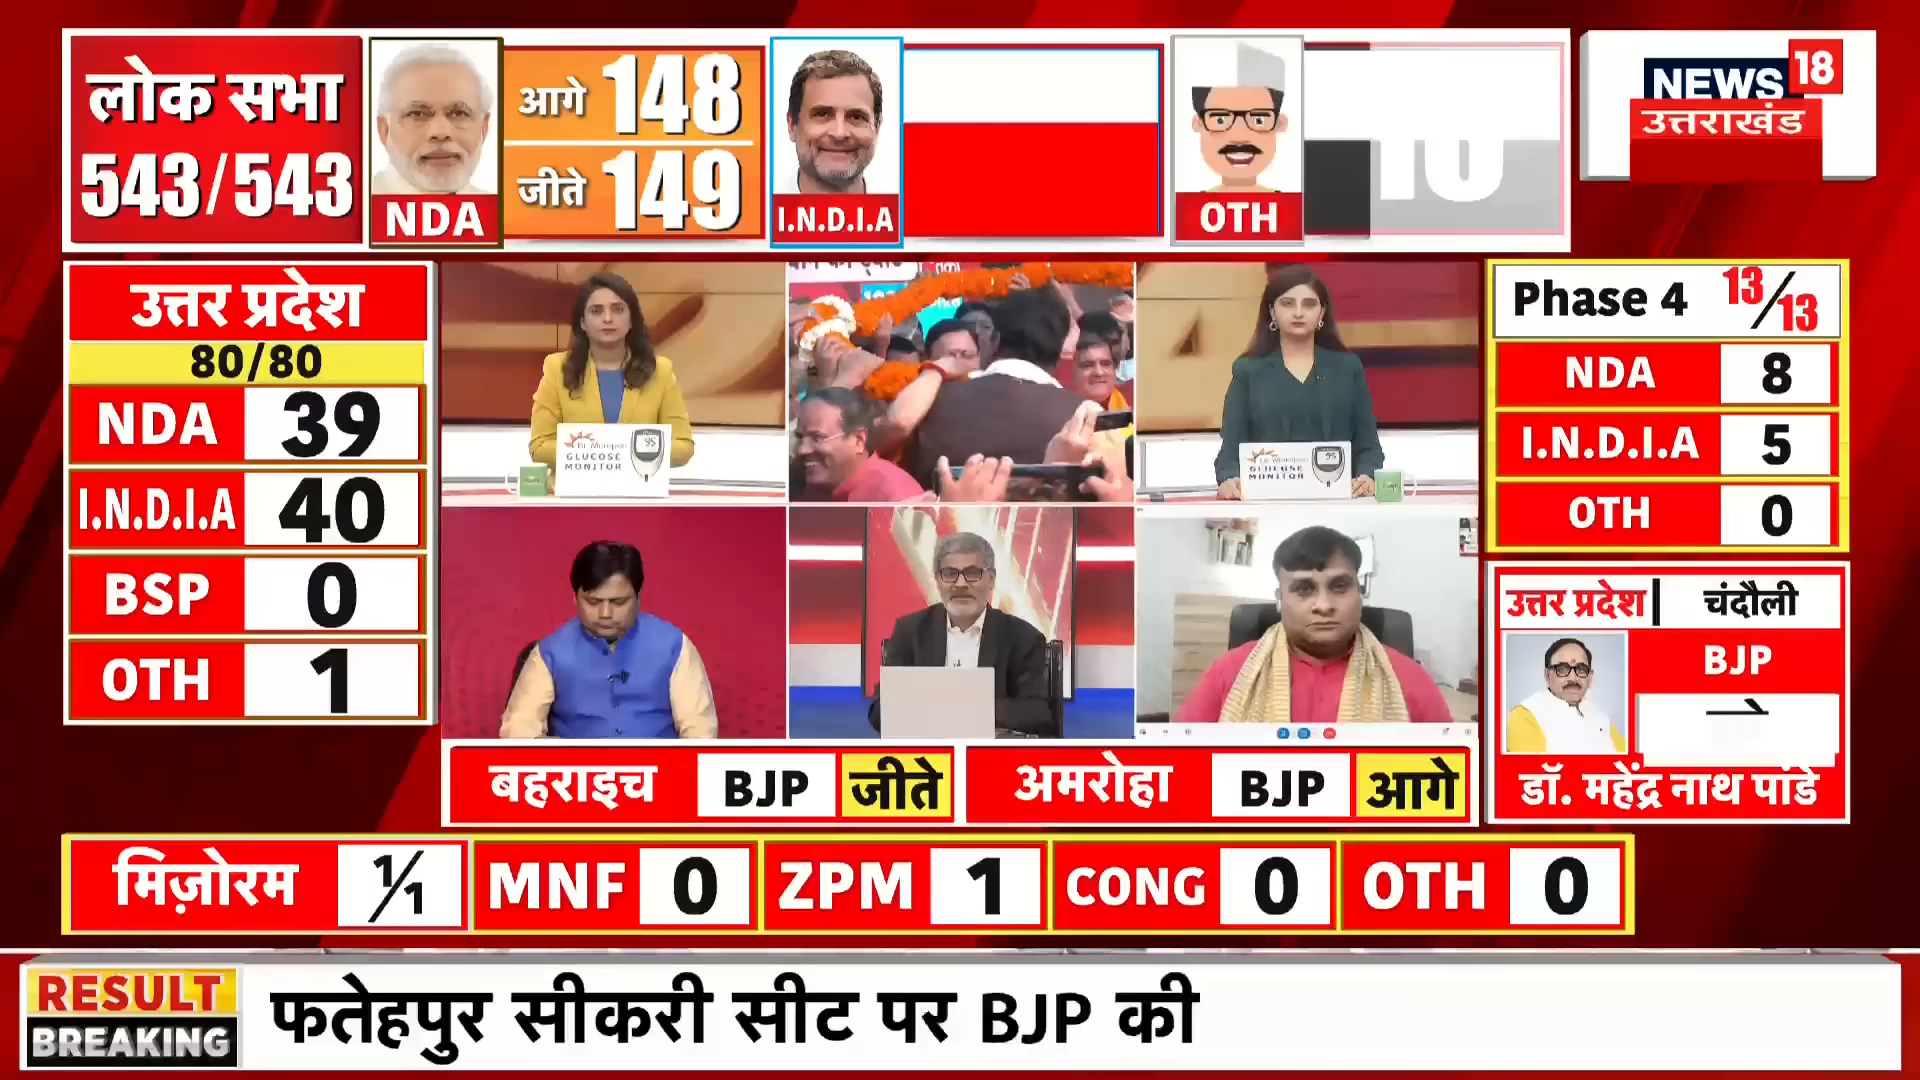 लोक सभा
543/543
NDA
आगे 148
जीते 149
I.N.D.I.A
OTH
NEWS 18
उत्तराखंड
उत्तर प्रदेश
80/80
NDA 39
I.N.D.I.A 40
BSP 0
OTH 1
GLUCOSE
MONITOR
GLUCOSE
MONITOR
Phase 4 13/13
NDA 8
I.N.D.I.A 5
OTH 0
उत्तर प्रदेश चंदौली
BJP
डॉ. महेंद्र नाथ पांडे
बहराइच BJP जीते
अमरोहा BJP आगे
मिज़ोरम 1/1 MNF 0 ZPM 1 CONG 0 OTH 0
RESULT
BREAKING
फतेहपुर सीकरी सीट पर BJP की